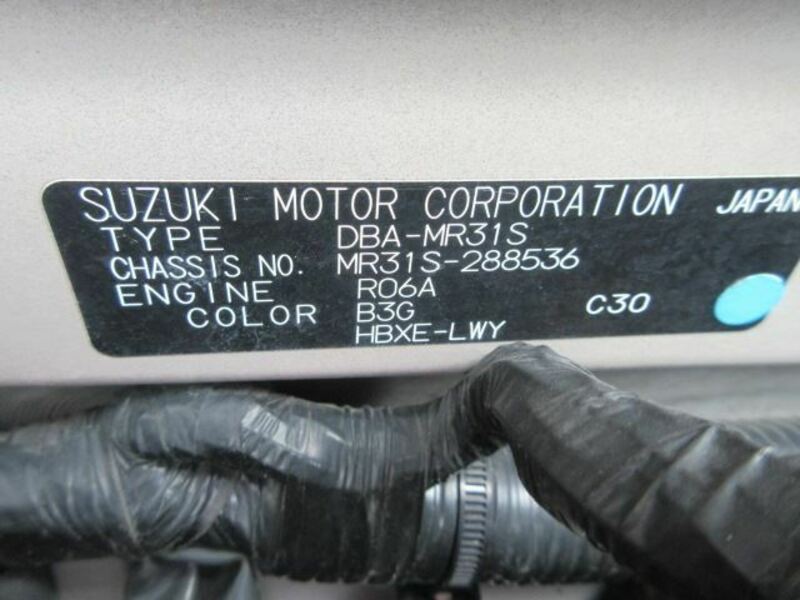 SUZUKI MOTOR CORPORATION JAPAN
TYPE DBA-MR31S
CHASSIS NO. MR31S-288536
ENGINE R06A
COLOR B3G C30
HBXE-LWY